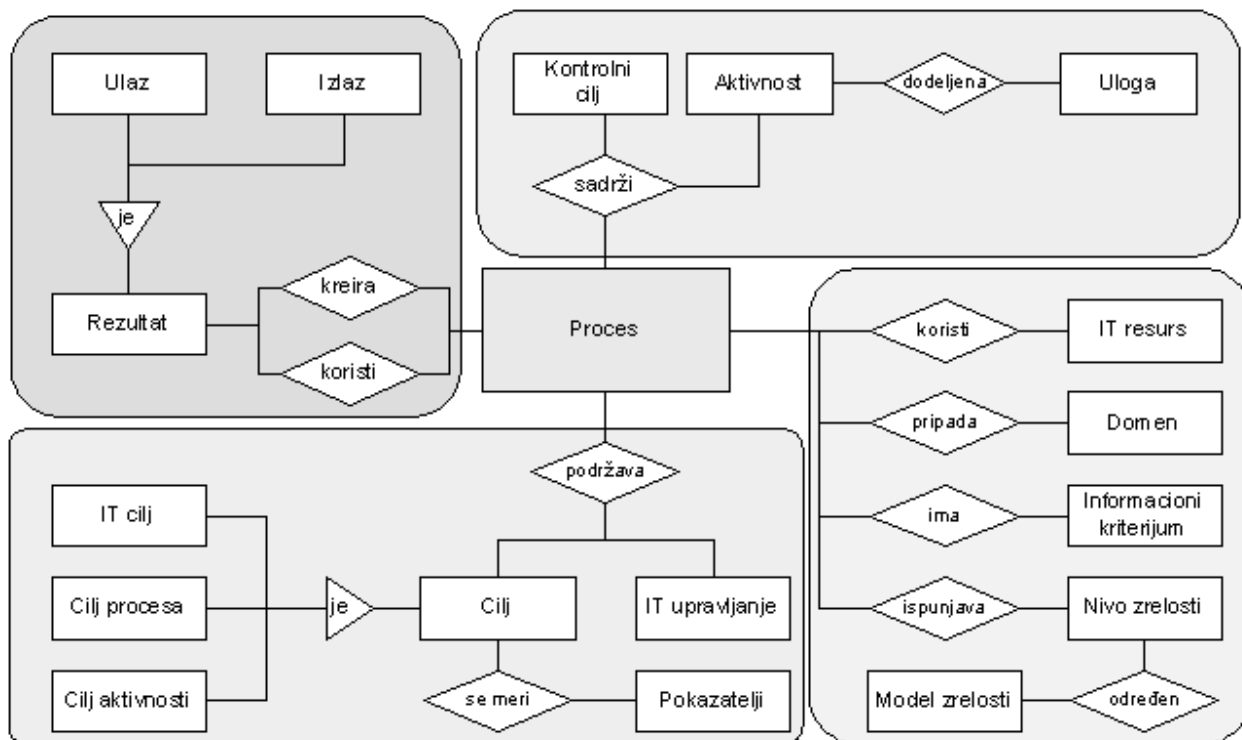 Ulaz
Izlaz
je
Rezultat
kreira
koristi
Kontrolni
cilj
Aktivnost
dodeljena
Uloga
sadrži
Proces
koristi
IT resurs
pripada
Domen
ima
Informacioni
kriterijum
ispunjava
Nivo zrelosti
Model zrelosti
određen
podržava
IT cilj
Cilj procesa
Cilj aktivnosti
je
Cilj
IT upravljanje
se meri
Pokazatelji